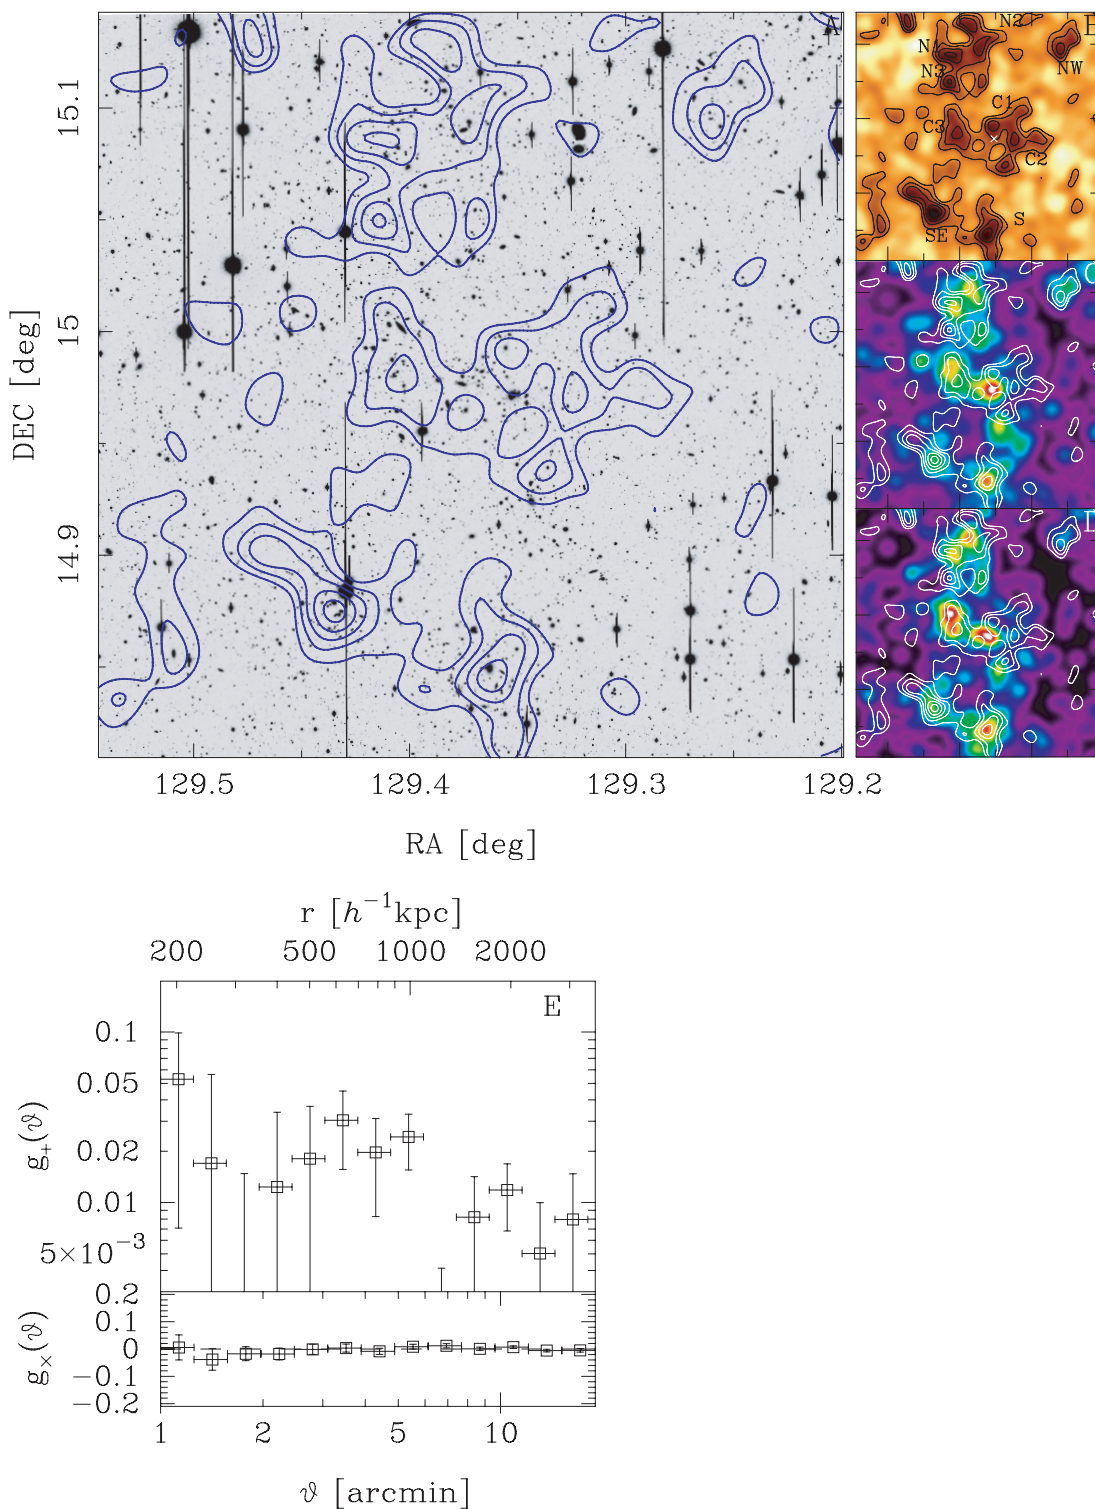 A
B
N2
N1
N3
NW
C1
C3
C2
SE
S
C
D
15.1
15
14.9
DEC [deg]
129.5 129.4 129.3 129.2
RA [deg]
r [h⁻¹kpc]
200 500 1000 2000
E
0.1
0.05
0.02
0.01
5×10⁻³
g₊(ϑ)
0.2
0.1
0
−0.1
−0.2
g×(ϑ)
1 2 5 10
ϑ [arcmin]